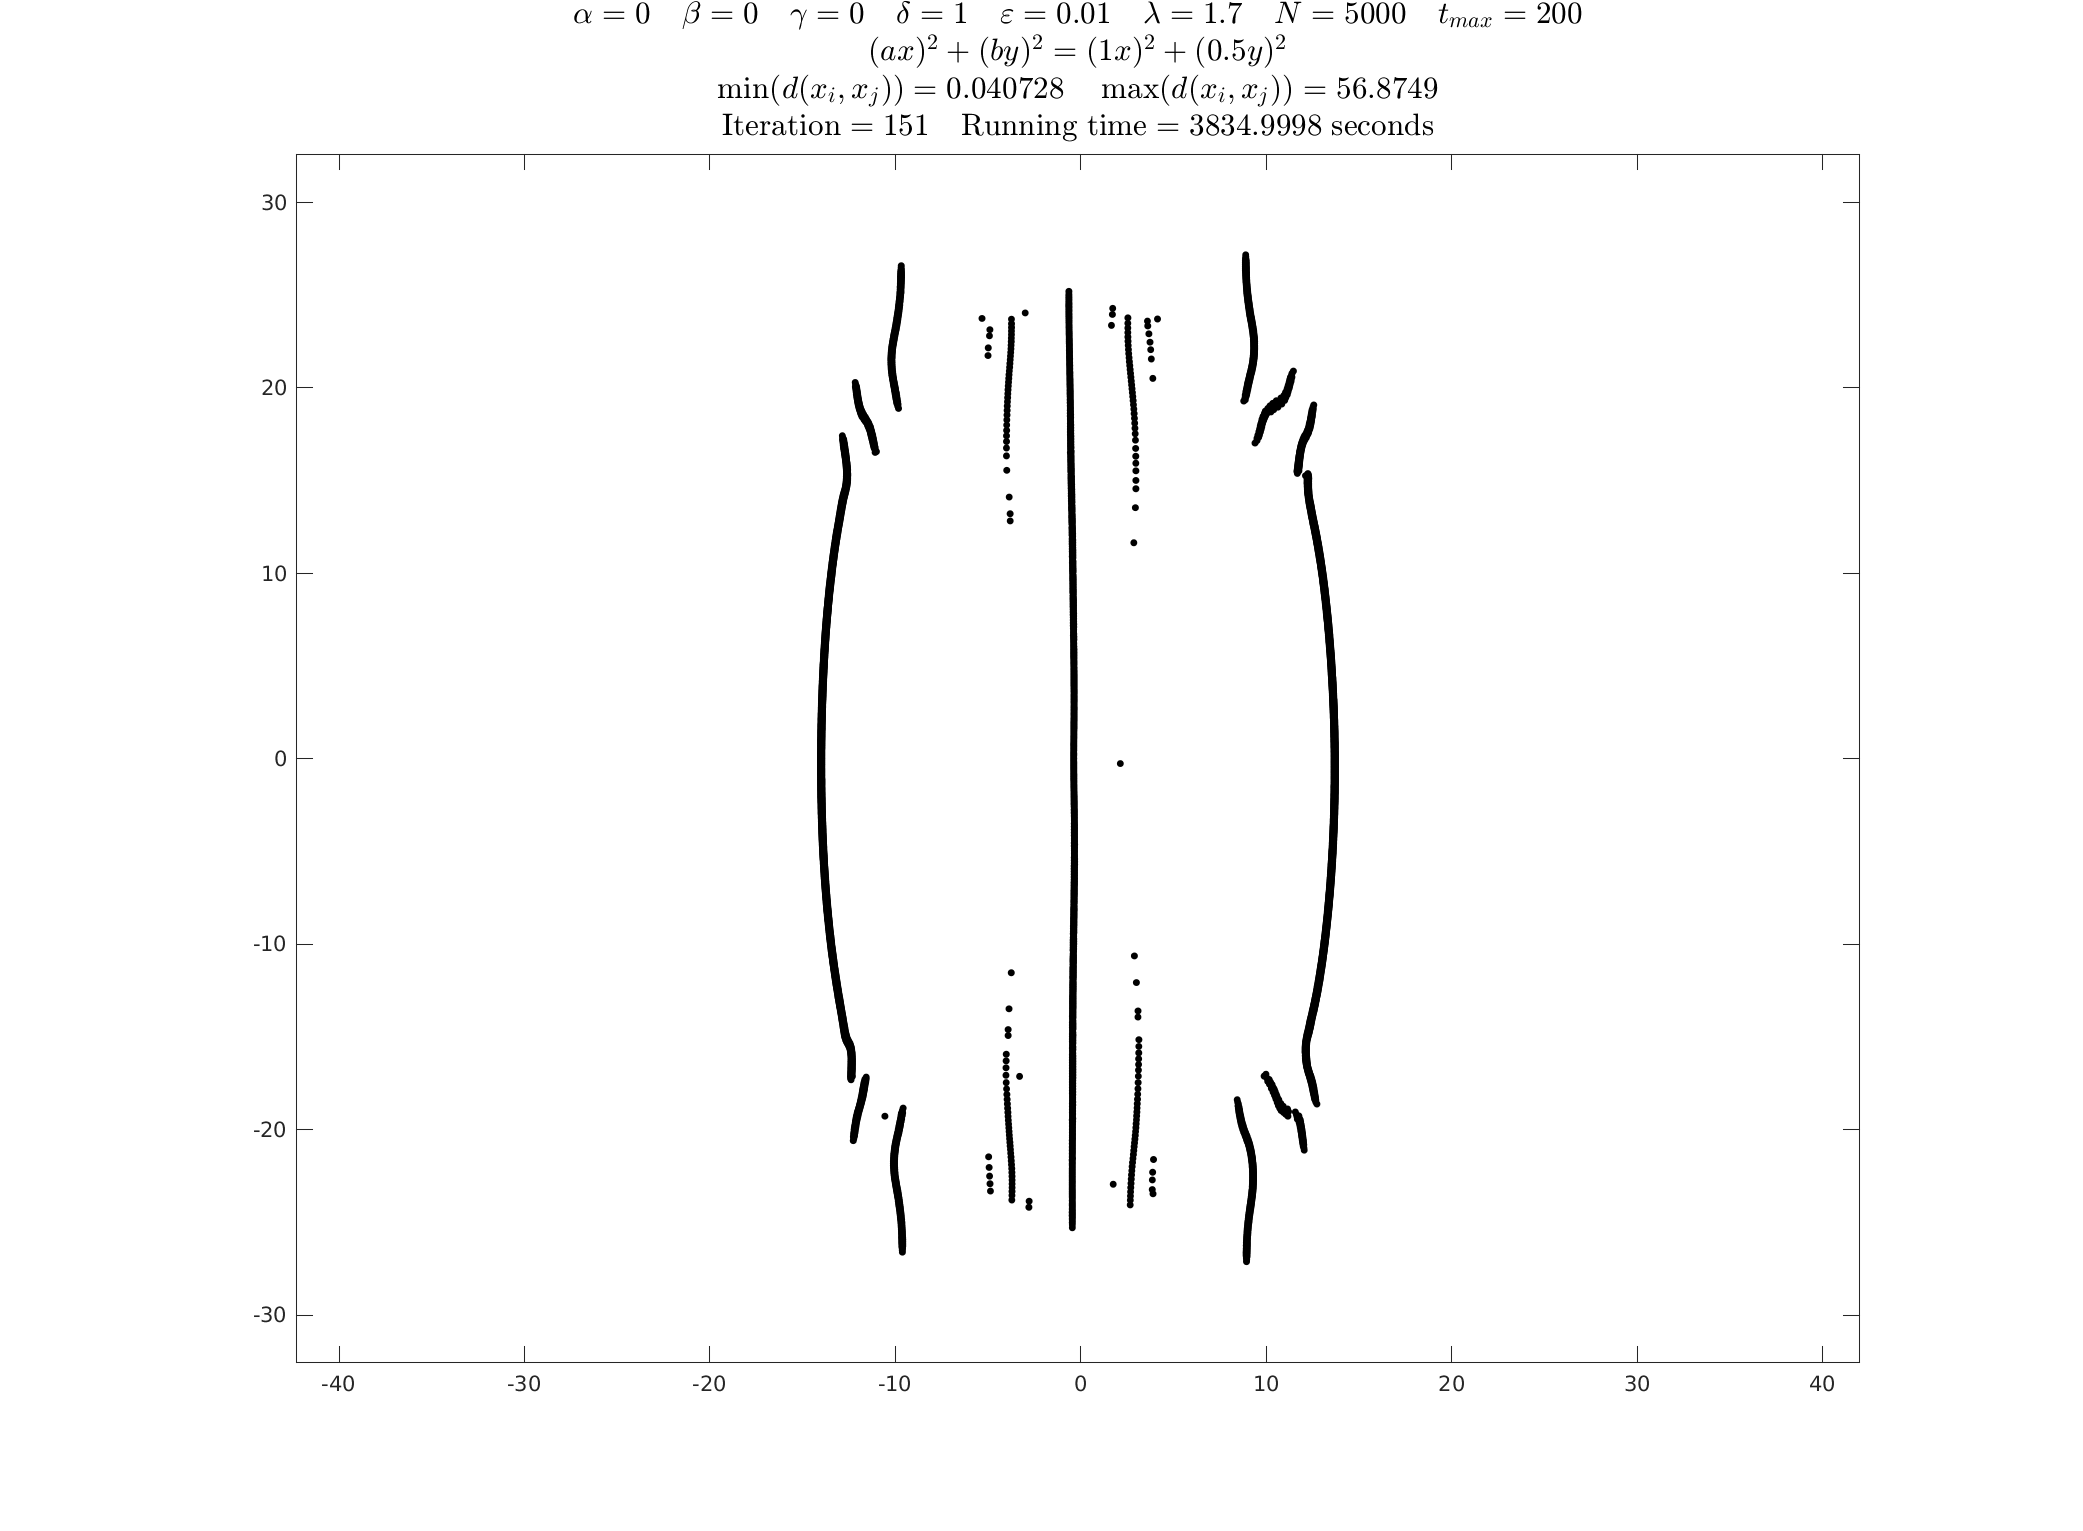 α = 0 β = 0 γ = 0 δ = 1 ε = 0.01 λ = 1.7 N = 5000 t_{max} = 200
(ax)² + (by)² = (1x)² + (0.5y)²
min(d(x_i, x_j)) = 0.040728 max(d(x_i, x_j)) = 56.8749
Iteration = 151 Running time = 3834.9998 seconds
30
20
10
0
-10
-20
-30
-40 -30 -20 -10 0 10 20 30 40